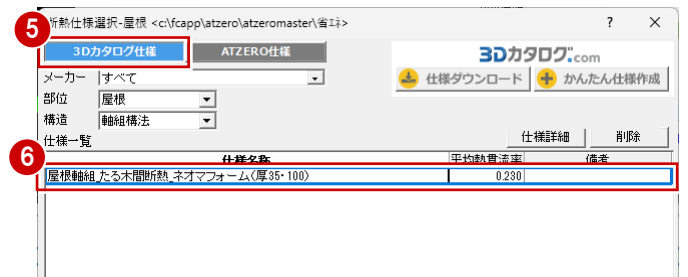 5
断熱仕様選択-屋根 <c:\fcapp\atzero\atzeromaster\省ｴﾈ> ? ×
3Dカタログ仕様 ATZERO仕様
3Dカタログ.com
メーカー すべて
仕様ダウンロード かんたん仕様作成
部位 屋根
構造 軸組構法
仕様一覧 仕様詳細 削除
6
仕様名称 平均熱貫流率 備考
屋根軸組_たる木間断熱_ネオマフォーム(厚35・100) 0.230